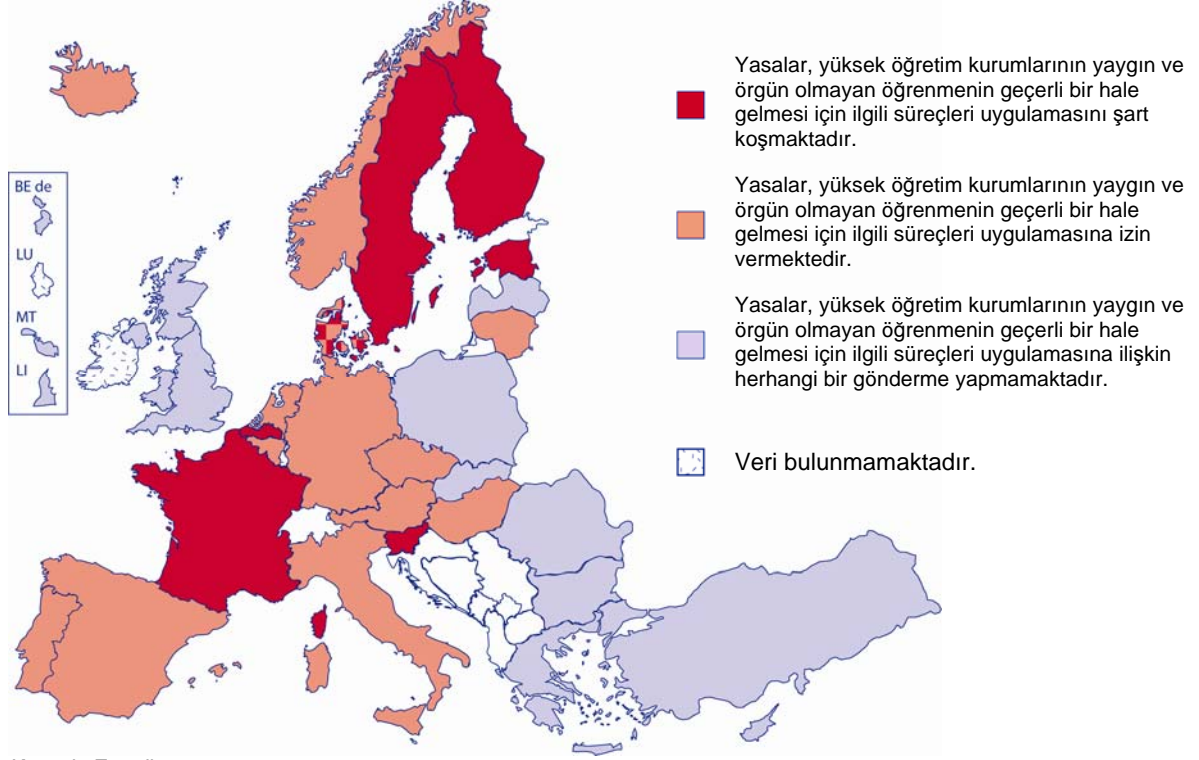 Yasalar, yüksek öğretim kurumlarının yaygın ve
örgün olmayan öğrenmenin geçerli bir hale
gelmesi için ilgili süreçleri uygulamasını şart
koşmaktadır.
Yasalar, yüksek öğretim kurumlarının yaygın ve
örgün olmayan öğrenmenin geçerli bir hale
gelmesi için ilgili süreçleri uygulamasına izin
vermektedir.
Yasalar, yüksek öğretim kurumlarının yaygın ve
örgün olmayan öğrenmenin geçerli bir hale
gelmesi için ilgili süreçleri uygulamasına ilişkin
herhangi bir gönderme yapmamaktadır.
Veri bulunmamaktadır.
BE de
LU
MT
LI